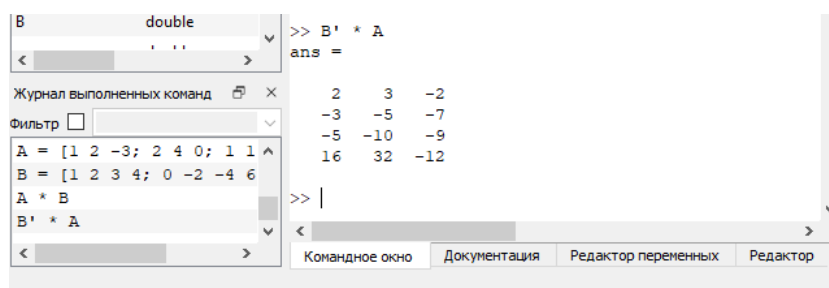 B double
Журнал выполненных команд
Фильтр
A = [1 2 -3; 2 4 0; 1 1
B = [1 2 3 4; 0 -2 -4 6
A * B
B' * A
>> B' * A
ans =
2 3 -2
-3 -5 -7
-5 -10 -9
16 32 -12
>>
Командное окно Документация Редактор переменных Редактор